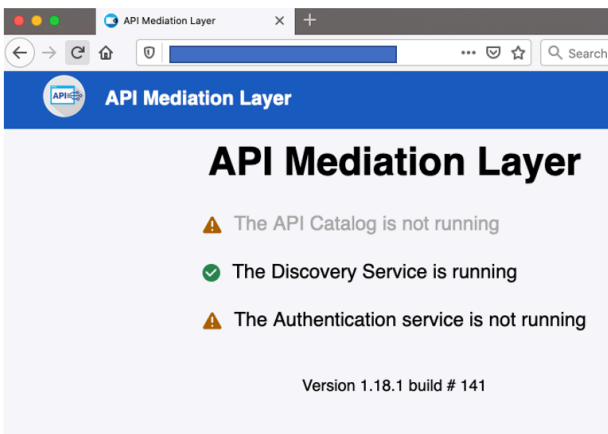 API Mediation Layer
Search
API
API Mediation Layer
API Mediation Layer
The API Catalog is not running
The Discovery Service is running
The Authentication service is not running
Version 1.18.1 build # 141